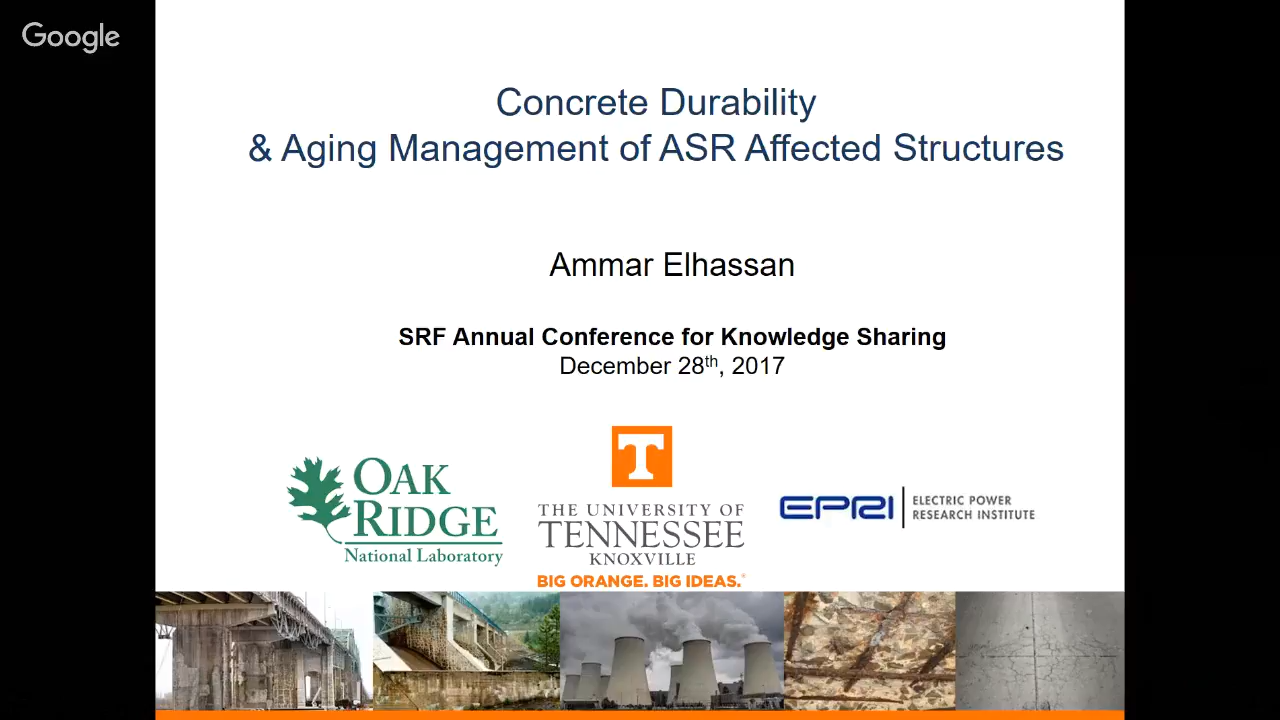 Google
Concrete Durability
& Aging Management of ASR Affected Structures
Ammar Elhassan
SRF Annual Conference for Knowledge Sharing
December 28th, 2017
OAK
RIDGE
National Laboratory
T
THE UNIVERSITY OF
TENNESSEE
KNOXVILLE
BIG ORANGE. BIG IDEAS.®
EPRI | ELECTRIC POWER
RESEARCH INSTITUTE